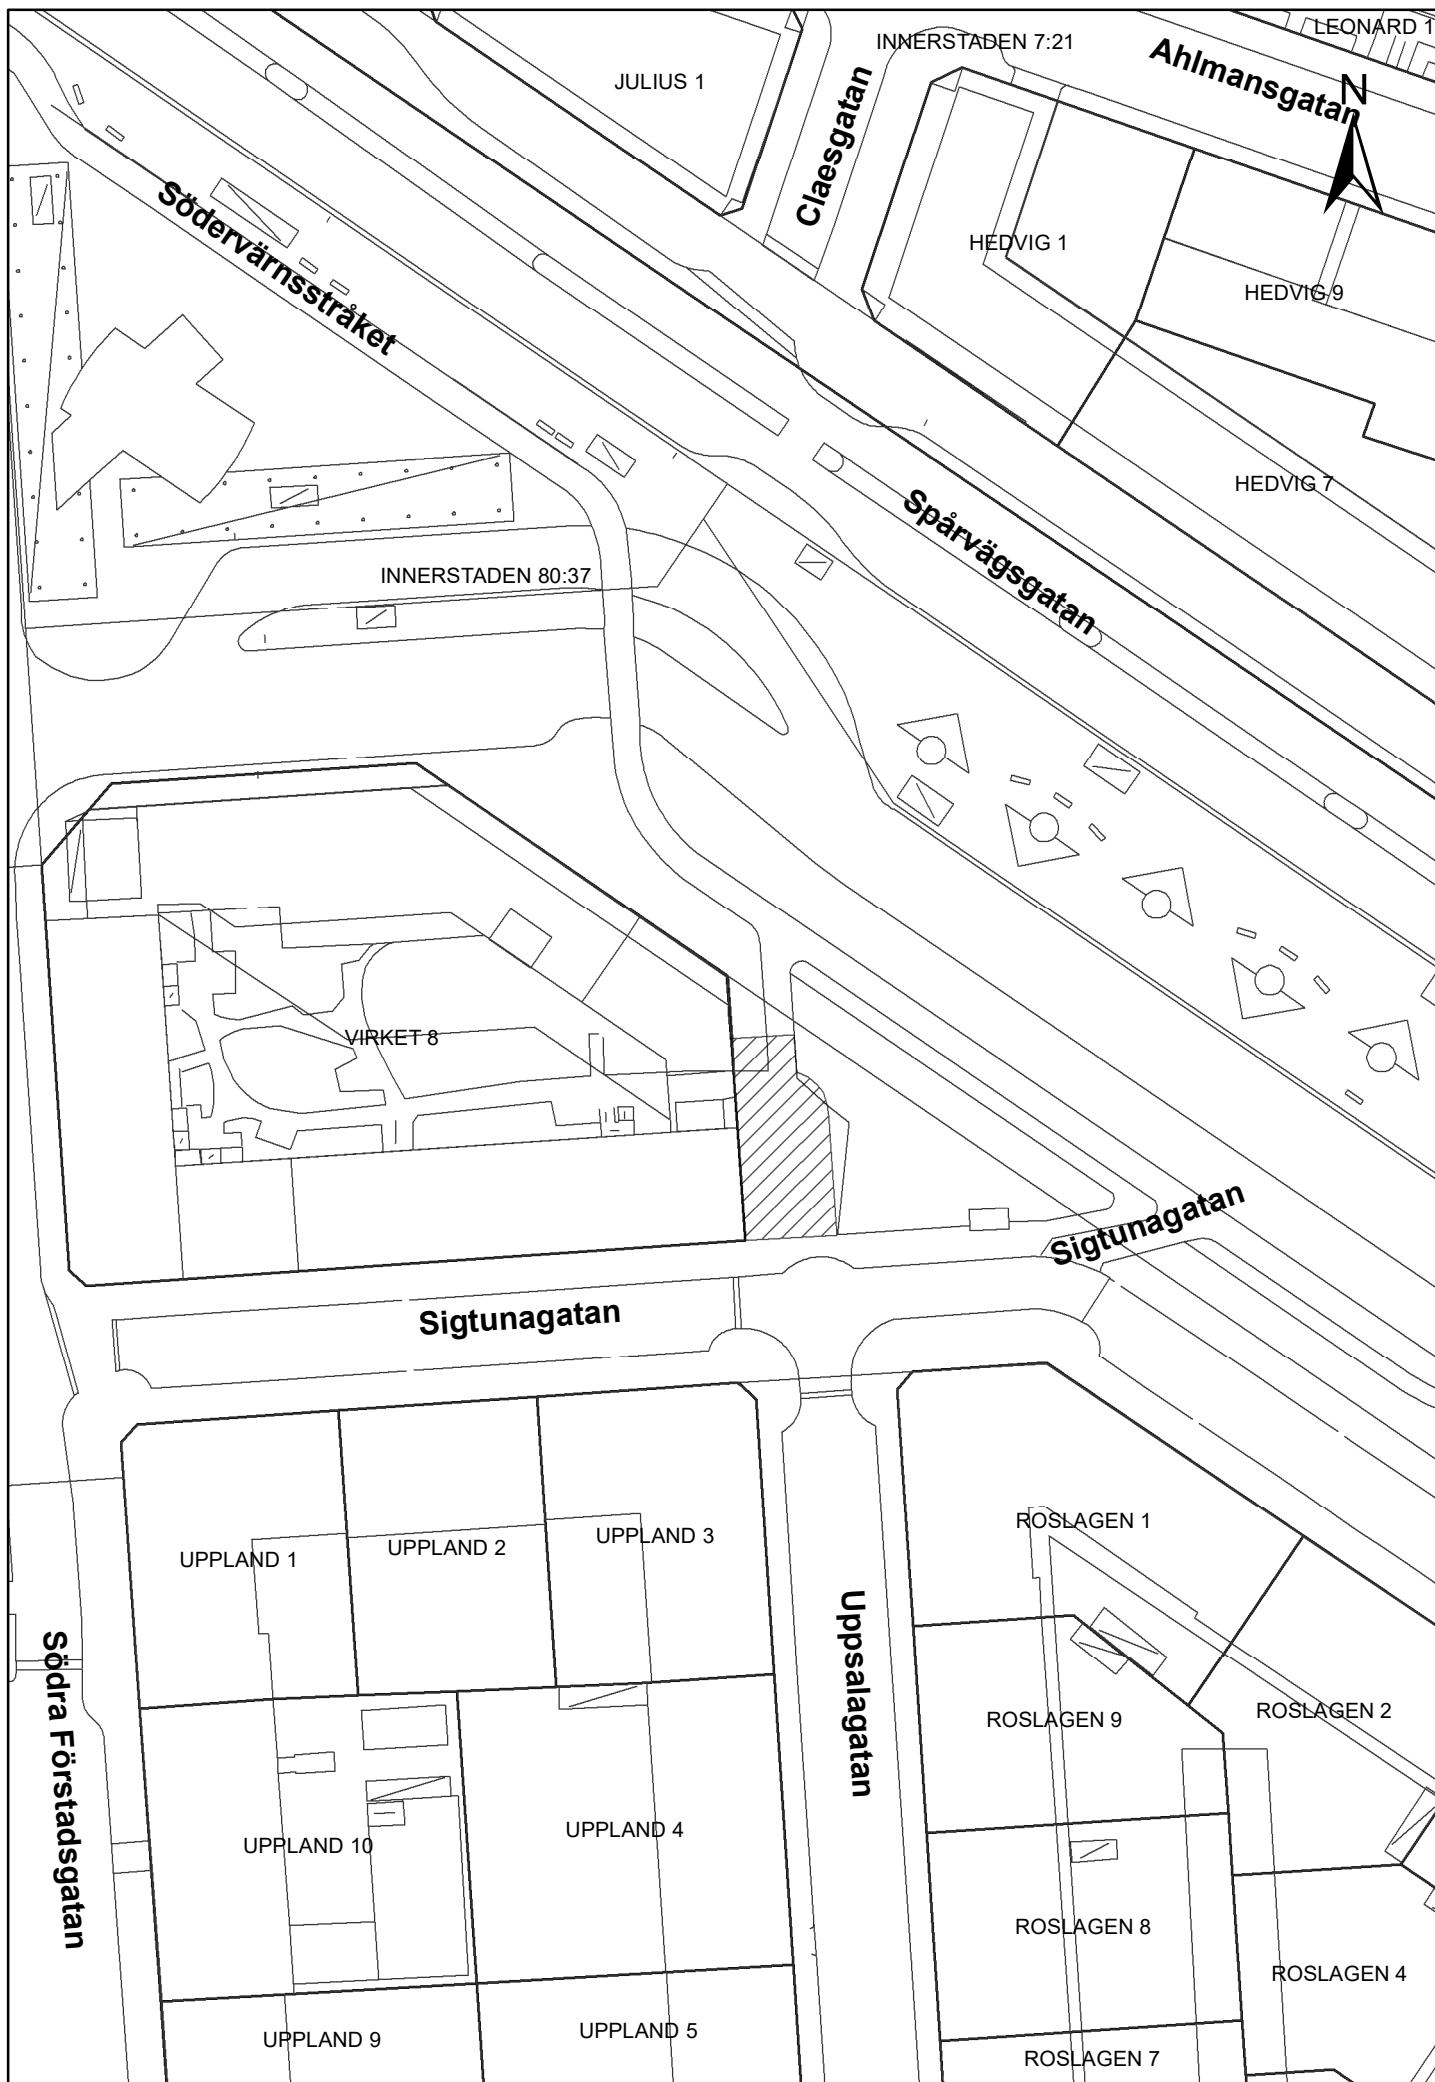 LEONARD 1
INNERSTADEN 7:21
Ahlmansgatan
JULIUS 1
N
Claesgatan
Södervärnsstråket
HEDVIG 1
HEDVIG 9
HEDVIG 7
Spårvägsgatan
INNERSTADEN 80:37
VIRKET 8
Sigtunagatan
Sigtunagatan
ROSLAGEN 1
UPPLAND 3
UPPLAND 2
UPPLAND 1
Uppsalagatan
Södra Förstadsgatan
ROSLAGEN 2
ROSLAGEN 9
UPPLAND 4
UPPLAND 10
ROSLAGEN 8
ROSLAGEN 4
UPPLAND 5
UPPLAND 9
ROSLAGEN 7